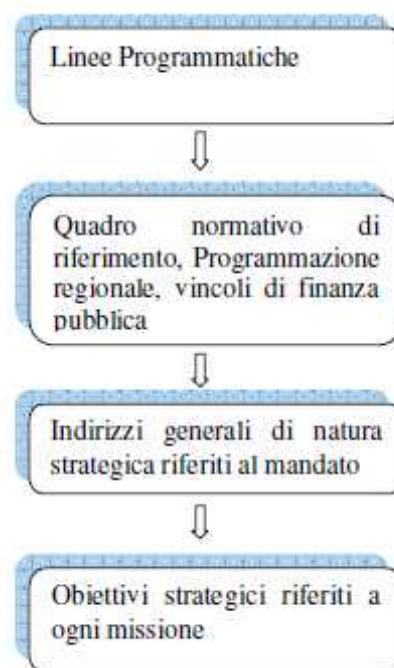 Linee Programmatiche
Quadro normativo di
riferimento, Programmazione
regionale, vincoli di finanza
pubblica
Indirizzi generali di natura
strategica riferiti al mandato
Obiettivi strategici riferiti a
ogni missione